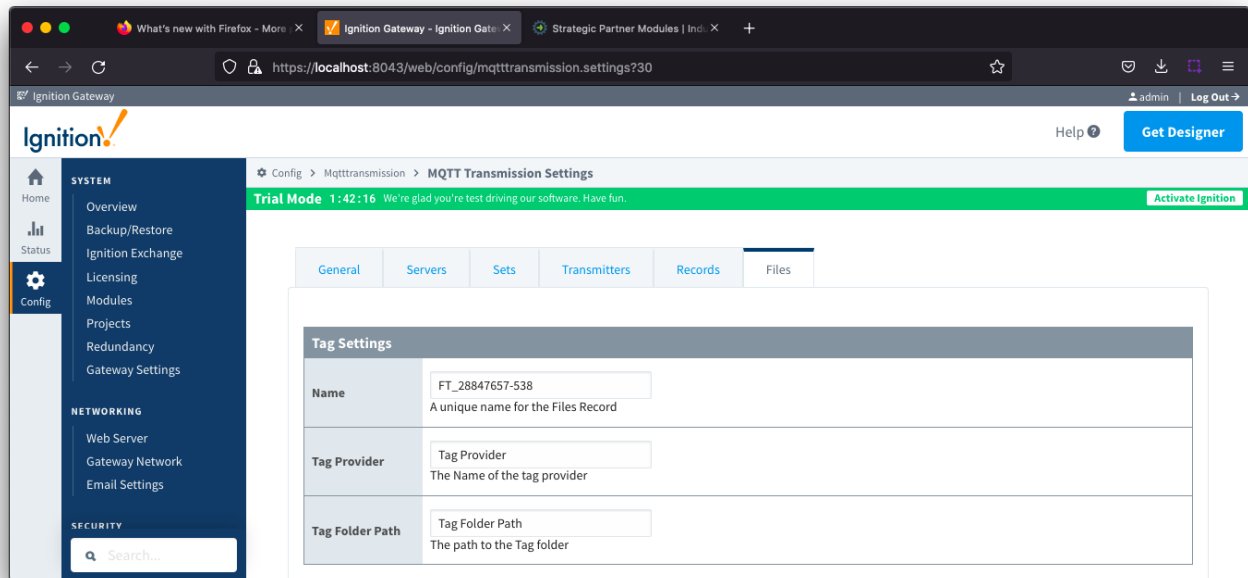 What's new with Firefox - More
Ignition Gateway - Ignition Gate
Strategic Partner Modules | Indu
https://localhost:8043/web/config/mqtttransmission.settings?30
Ignition Gateway
admin | Log Out
Ignition!
Help
Get Designer
Home
Status
Config
SYSTEM
Overview
Backup/Restore
Ignition Exchange
Licensing
Modules
Projects
Redundancy
Gateway Settings
NETWORKING
Web Server
Gateway Network
Email Settings
SECURITY
Search...
Config > Mqtttransmission > MQTT Transmission Settings
Trial Mode 1:42:16 We're glad you're test driving our software. Have fun.
Activate Ignition
General
Servers
Sets
Transmitters
Records
Files
Tag Settings
Name
FT_28847657-538
A unique name for the Files Record
Tag Provider
Tag Provider
The Name of the tag provider
Tag Folder Path
Tag Folder Path
The path to the Tag folder